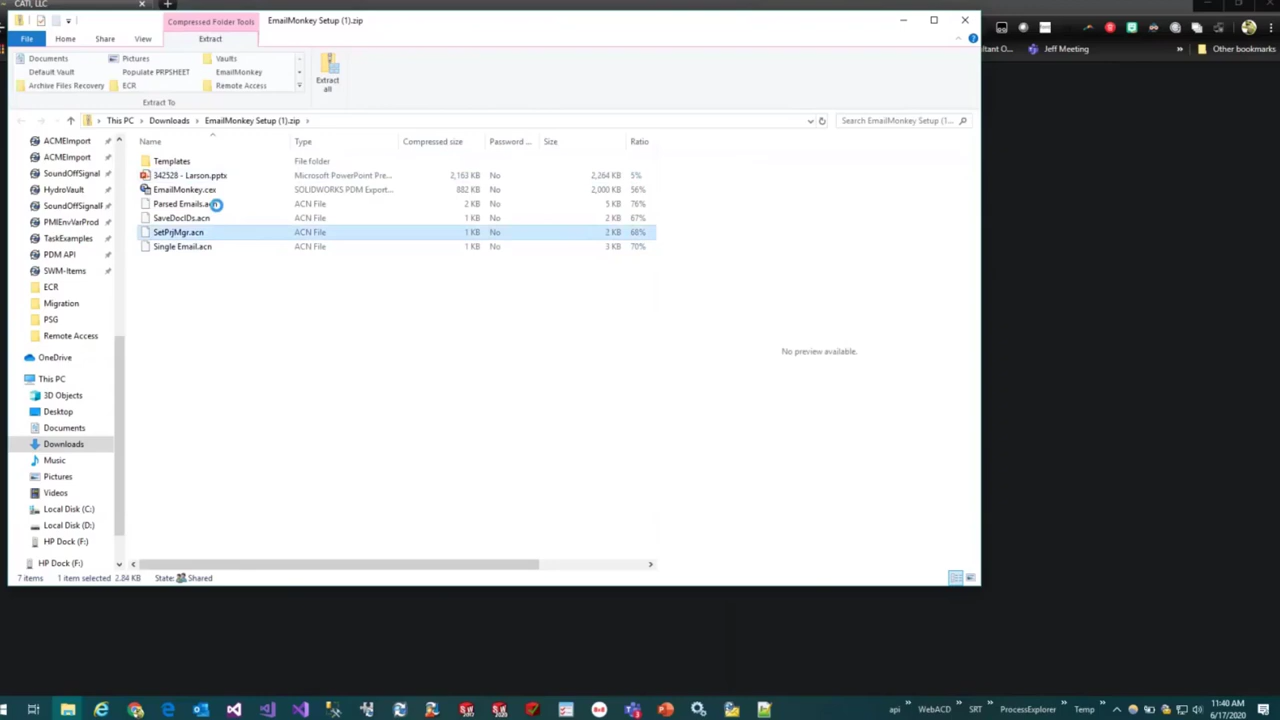 CATI, LLC
Compressed Folder Tools
EmailMonkey Setup (1).zip
File
Home
Share
View
Extract
Documents
Pictures
Vaults
Default Vault
Populate PRPSHEET
EmailMonkey
Archive Files Recovery
ECR
Remote Access
Extract To
Extract all
This PC
Downloads
EmailMonkey Setup (1).zip
Search EmailMonkey Setup (1...
Name
Type
Compressed size
Password ...
Size
Ratio
Templates
File folder
342528 - Larson.pptx
Microsoft PowerPoint Pre...
2,163 KB
No
2,264 KB
5%
EmailMonkey.cex
SOLIDWORKS PDM Export...
882 KB
No
2,000 KB
56%
Parsed Emails.acn
ACN File
2 KB
No
5 KB
76%
SaveDocIDs.acn
ACN File
1 KB
No
2 KB
67%
SetPrjMgr.acn
ACN File
1 KB
No
2 KB
68%
Single Email.acn
ACN File
1 KB
No
3 KB
70%
ACMEImport
ACMEImport
SoundOffSignal
HydroVault
SoundOffSignalP
PMIEnvVarProd
TaskExamples
PDM API
SWM-Items
ECR
Migration
PSG
Remote Access
OneDrive
This PC
3D Objects
Desktop
Documents
Downloads
Music
Pictures
Videos
Local Disk (C:)
Local Disk (D:)
HP Dock (F:)
HP Dock (F:)
No preview available.
7 items
1 item selected 2.84 KB
State:
Shared
ultant O...
Jeff Meeting
Other bookmarks
api
WebACD
SRT
ProcessExplorer
Temp
11:40 AM
6/17/2020